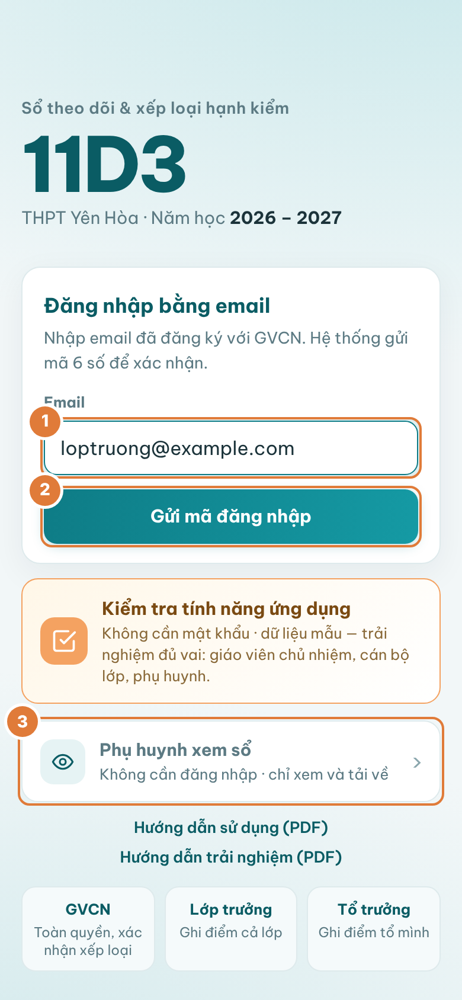 Sổ theo dõi & xếp loại hạnh kiểm
11D3
THPT Yên Hòa · Năm học 2026 – 2027
Đăng nhập bằng email
Nhập email đã đăng ký với GVCN. Hệ thống gửi
mã 6 số để xác nhận.
Email
1
loptruong@example.com
2
Gửi mã đăng nhập
Kiểm tra tính năng ứng dụng
Không cần mật khẩu · dữ liệu mẫu — trải
nghiệm đủ vai: giáo viên chủ nhiệm, cán bộ
lớp, phụ huynh.
3
Phụ huynh xem sổ
Không cần đăng nhập · chỉ xem và tải về
Hướng dẫn sử dụng (PDF)
Hướng dẫn trải nghiệm (PDF)
GVCN
Toàn quyền, xác
nhận xếp loại
Lớp trưởng
Ghi điểm cả lớp
Tổ trưởng
Ghi điểm tổ mình